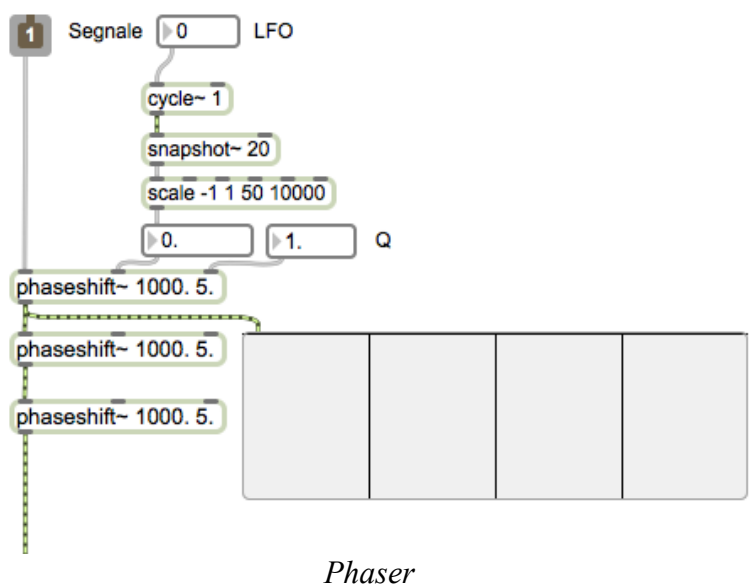 1 Segnale 0 LFO
cycle~ 1
snapshot~ 20
scale -1 1 50 10000
0. 1. Q
phaseshift~ 1000. 5.
phaseshift~ 1000. 5.
phaseshift~ 1000. 5.
Phaser